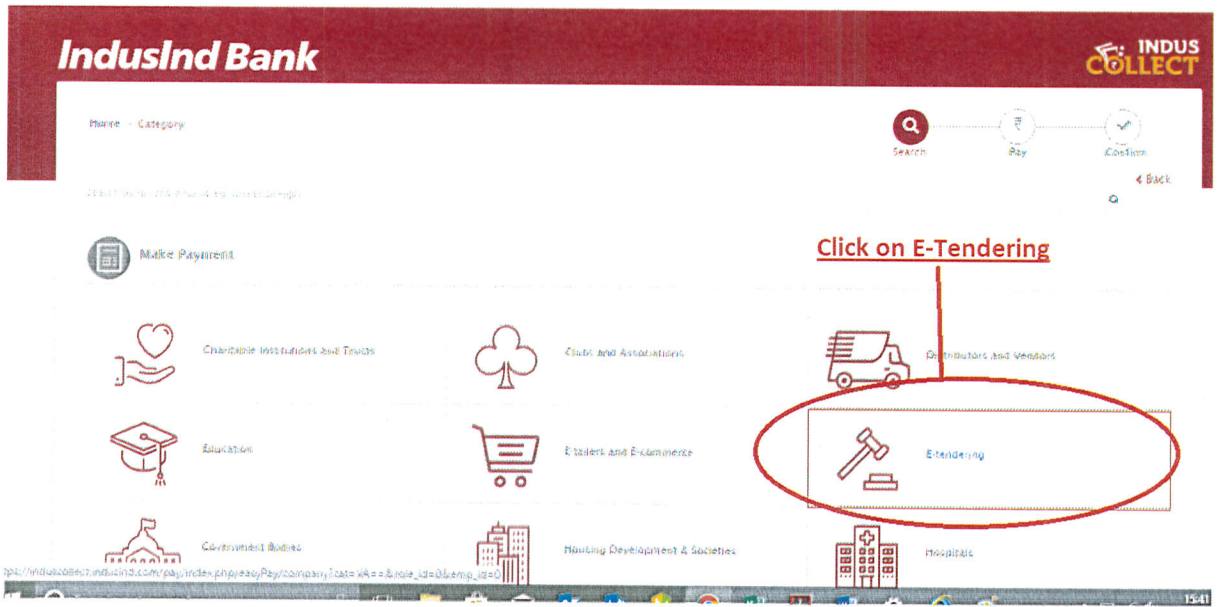 IndusInd Bank
INDUS
COLLECT
Home - Category
Search
Pay
Confirm
Back
Make Payment
Click on E-Tendering
Charitable Institutions and Trusts
Clubs and Associations
Distributors and Vendors
Education
E-tailers and E-commerce
E-tendering
Government Bodies
Housing Development & Societies
Hospitals
15:41